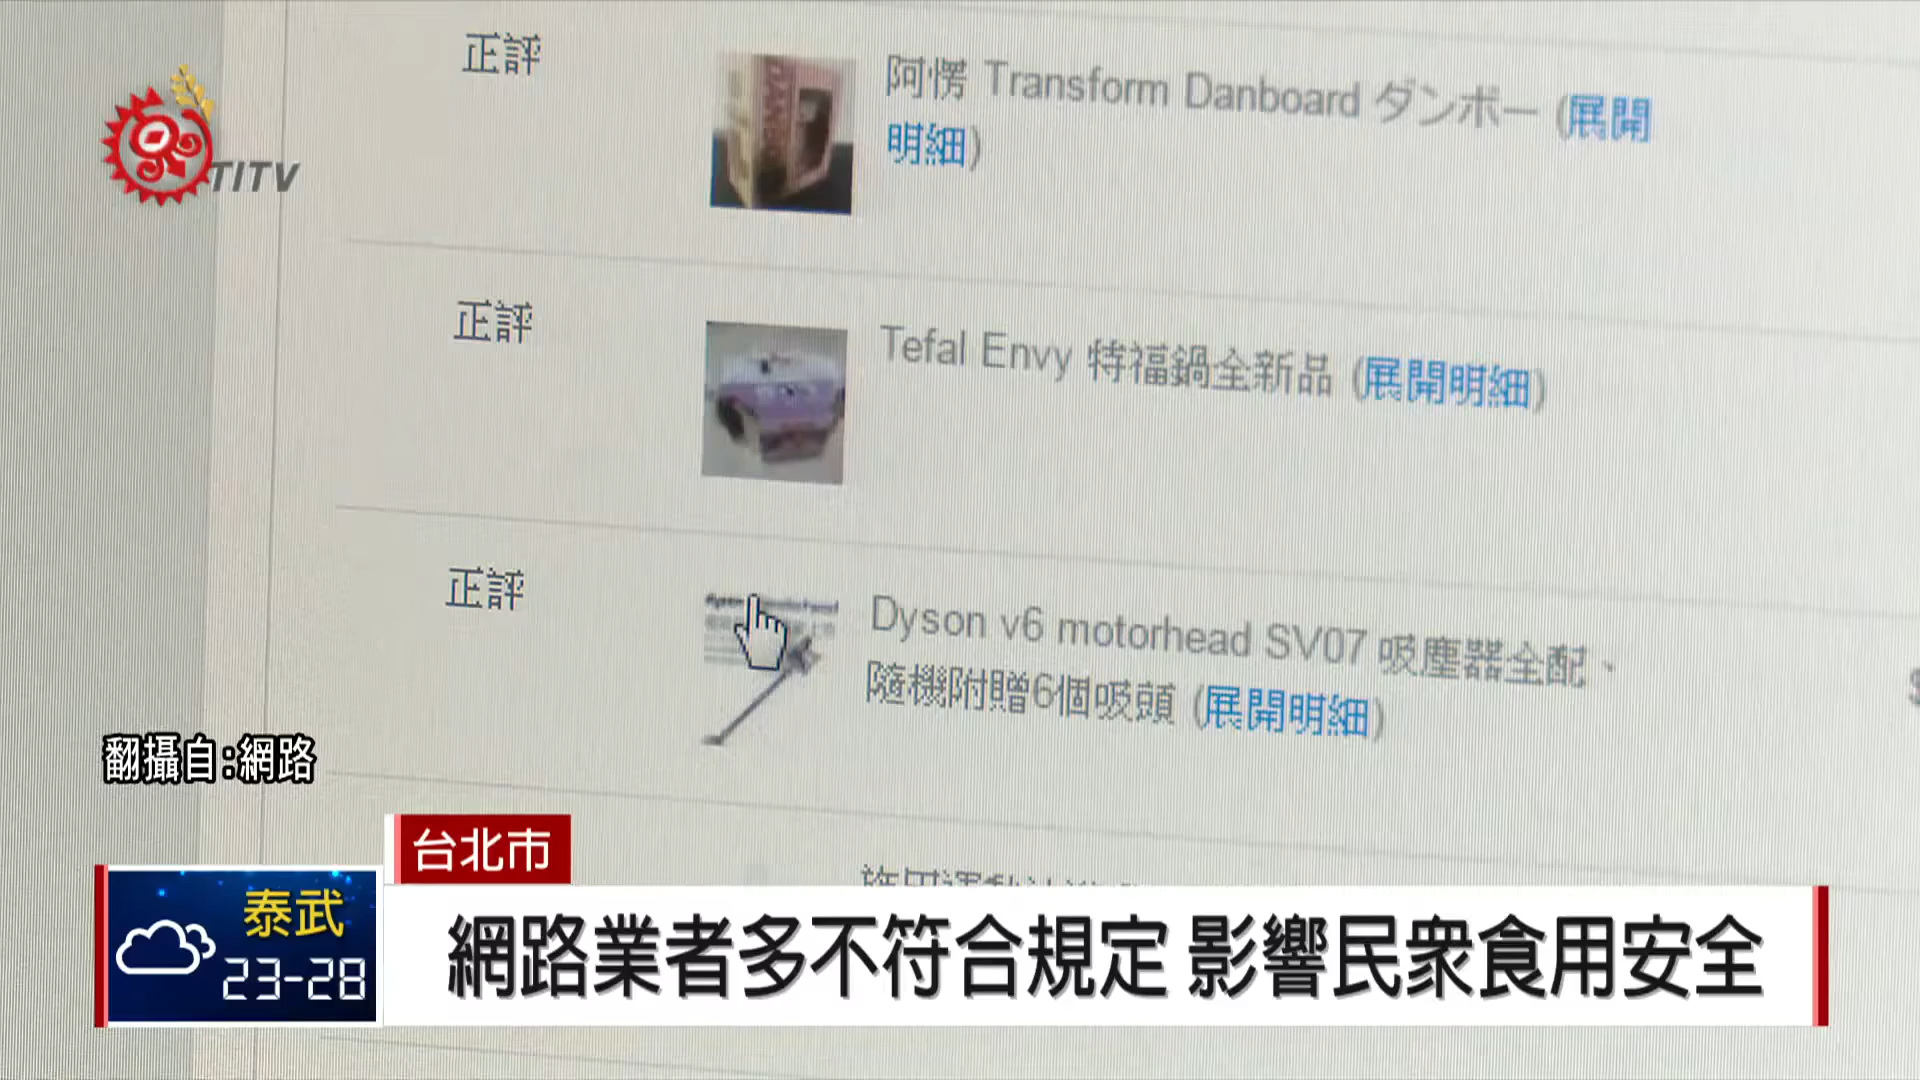 正評
阿愣 Transform Danboard ダンボー (展開
明細)
TITV
正評
Tefal Envy 特福鍋全新品 (展開明細)
正評
Dyson v6 motorhead SV07 吸塵器全配、
隨機附贈6個吸頭 (展開明細)
翻攝自:網路
台北市
泰武
23-28
網路業者多不符合規定 影響民衆食用安全